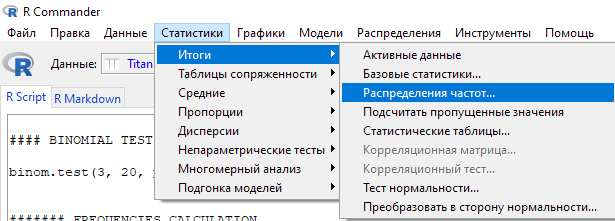 R Commander
Файл Правка Данные Статистики Графики Модели Распределения Инструменты Помощь
R Данные: Titan
R Script R Markdown
Итоги
Таблицы сопряженности
Средние
Пропорции
Дисперсии
Непараметрические тесты
Многомерный анализ
Подгонка моделей
Активные данные
Базовые статистики...
Распределения частот...
Подсчитать пропущенные значения
Статистические таблицы...
Корреляционная матрица...
Корреляционный тест...
Тест нормальности...
Преобразовать в сторону нормальности...
#### BINOMIAL TEST
binom.test(3, 20,
####### FREQUENCIES CALCULATION